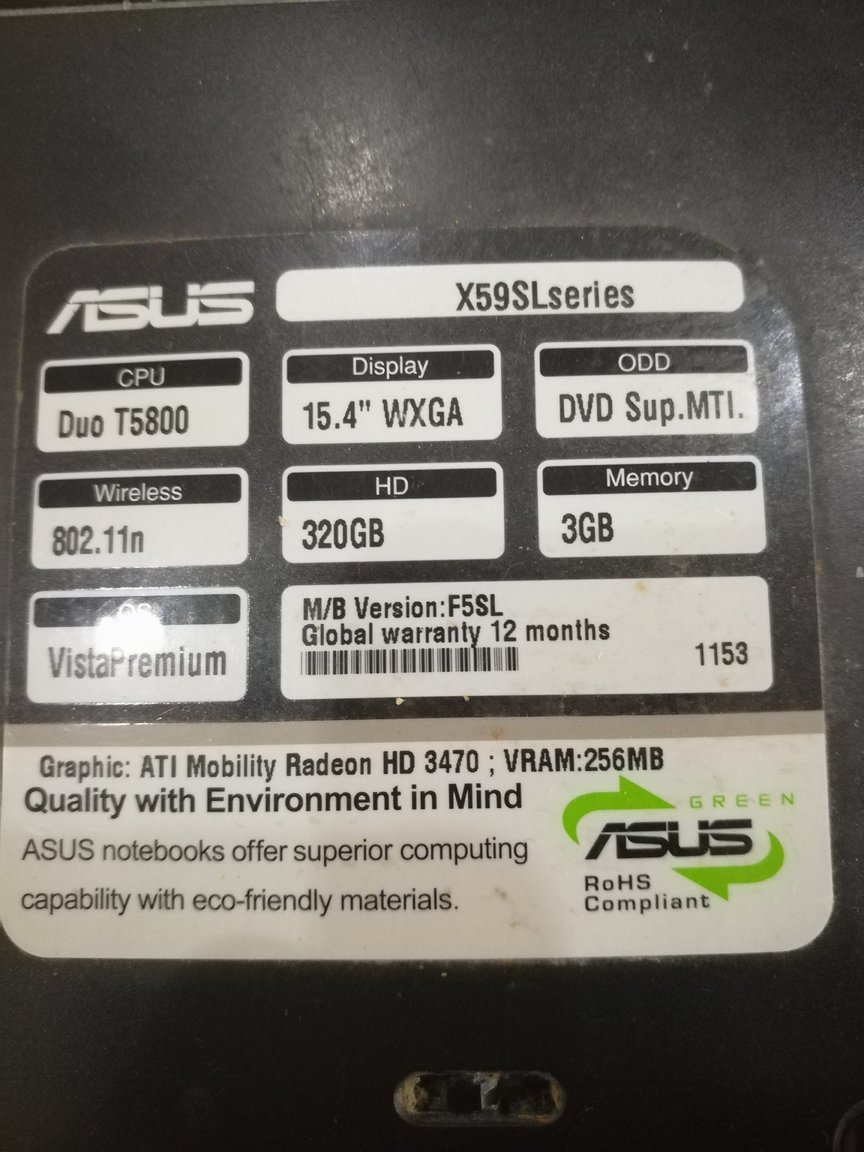 ASUS
X59SLseries
CPU
Duo T5800
Display
15.4" WXGA
ODD
DVD Sup.MTI.
Wireless
802.11n
HD
320GB
Memory
3GB
OS
VistaPremium
M/B Version:F5SL
Global warranty 12 months
1153
Graphic: ATI Mobility Radeon HD 3470 ; VRAM:256MB
Quality with Environment in Mind
ASUS notebooks offer superior computing
capability with eco-friendly materials.
GREEN
ASUS
RoHS
Compliant